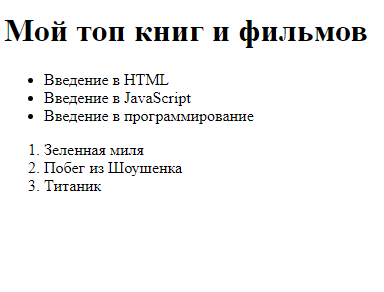 Мой топ книг и фильмов
• Введение в HTML
• Введение в JavaScript
• Введение в программирование
1. Зеленная миля
2. Побег из Шоушенка
3. Титаник